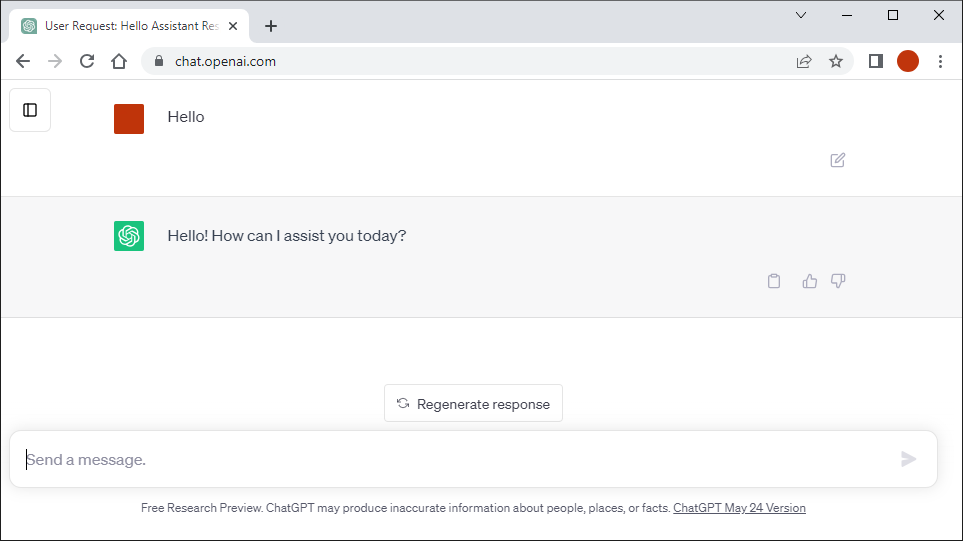 User Request: Hello Assistant Res
chat.openai.com
Hello
Hello! How can I assist you today?
Regenerate response
Send a message.
Free Research Preview. ChatGPT may produce inaccurate information about people, places, or facts. ChatGPT May 24 Version